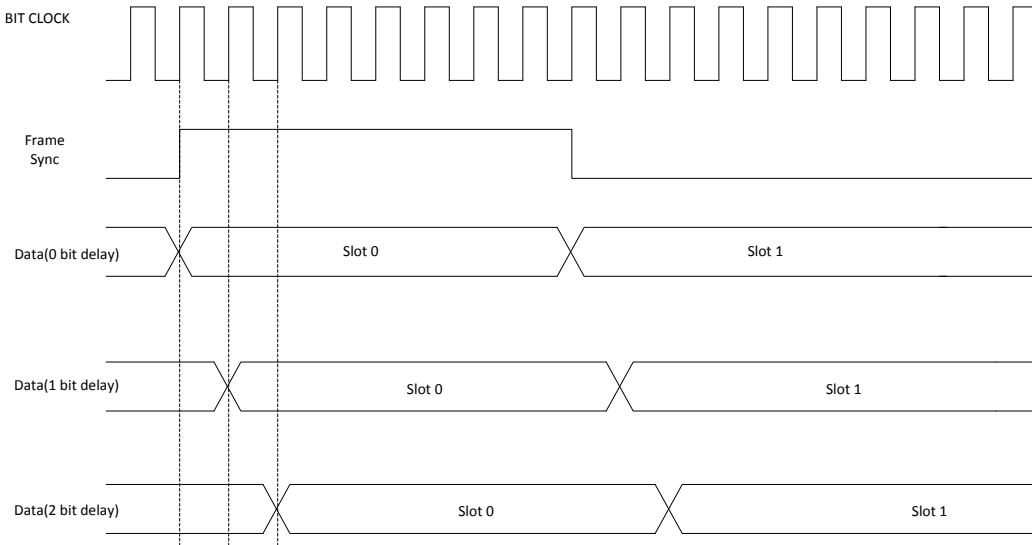 BIT CLOCK
Frame
Sync
Data(0 bit delay)
Slot 0
Slot 1
Data(1 bit delay)
Slot 0
Slot 1
Data(2 bit delay)
Slot 0
Slot 1